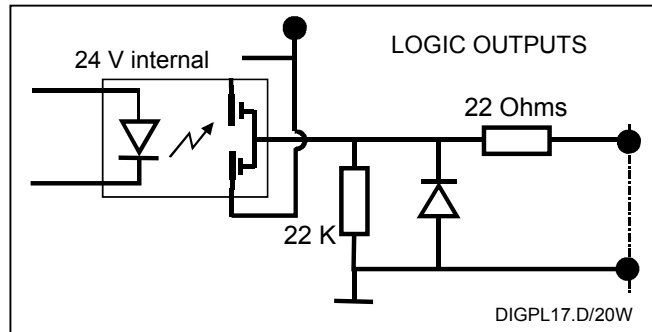 24 V internal
LOGIC OUTPUTS
22 Ohms
22 K
DIGPL17.D/20W